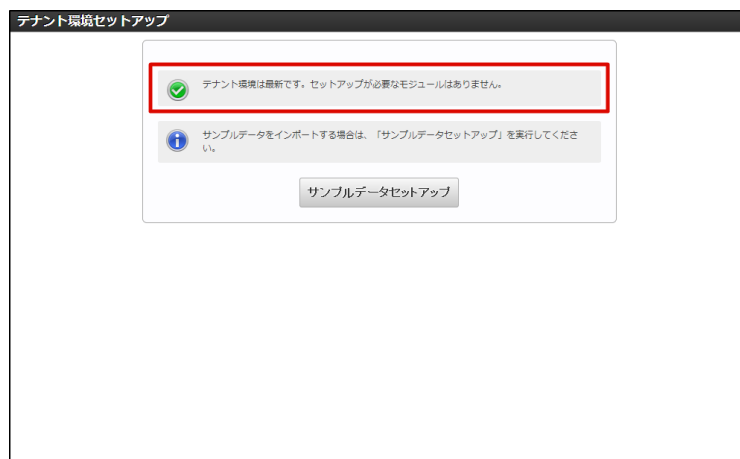 テナント環境セットアップ
テナント環境は最新です。セットアップが必要なモジュールはありません。
サンプルデータをインポートする場合は、「サンプルデータセットアップ」を実行してくださ
い。
サンプルデータセットアップ